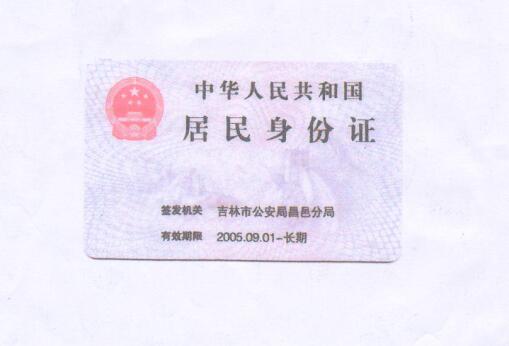 中华人民共和国
居民身份证
签发机关 吉林市公安局昌邑分局
有效期限 2005.09.01-长期